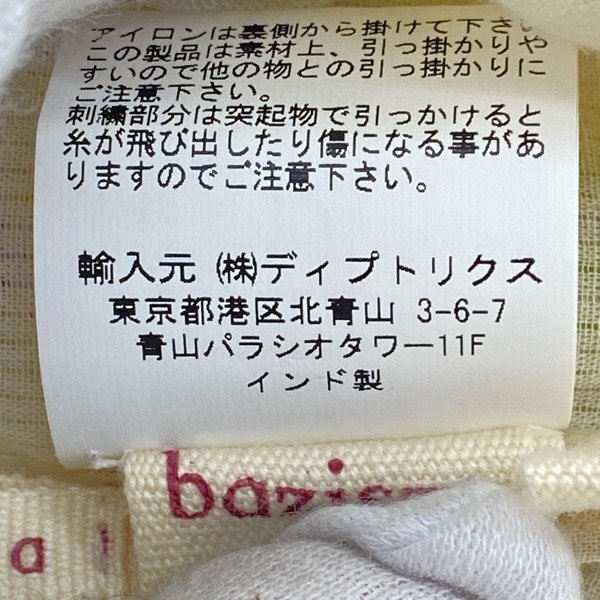 アイロンは裏側から掛けて下さい
この製品は素材上、引っ掛かりや
すいので他の物との引っ掛かりに
ご注意下さい。
刺繍部分は突起物で引っかけると
糸が飛び出したり傷になる事があ
りますのでご注意下さい。
輸入元 ㈱ディプトリクス
東京都港区北青山 3-6-7
青山パラシオタワー11F
インド製